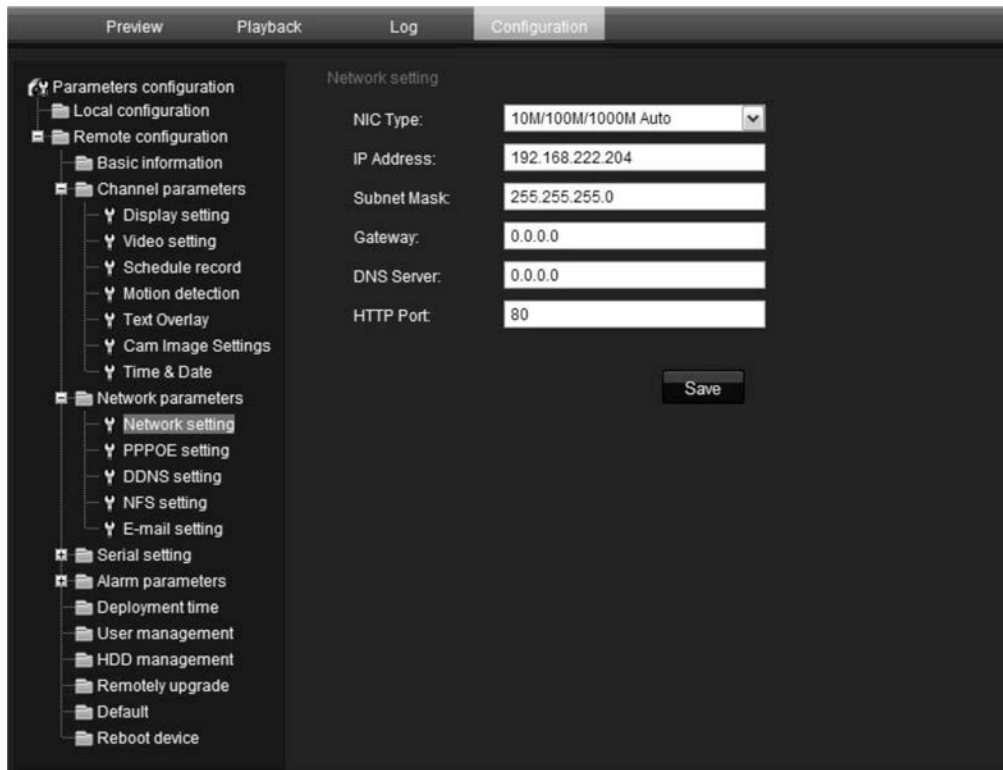 Preview Playback Log Configuration
Parameters configuration
Local configuration
Remote configuration
Basic information
Channel parameters
Display setting
Video setting
Schedule record
Motion detection
Text Overlay
Cam Image Settings
Time & Date
Network parameters
Network setting
PPPOE setting
DDNS setting
NFS setting
E-mail setting
Serial setting
Alarm parameters
Deployment time
User management
HDD management
Remotely upgrade
Default
Reboot device
Network setting
NIC Type: 10M/100M/1000M Auto
IP Address: 192.168.222.204
Subnet Mask: 255.255.255.0
Gateway: 0.0.0.0
DNS Server: 0.0.0.0
HTTP Port: 80
Save